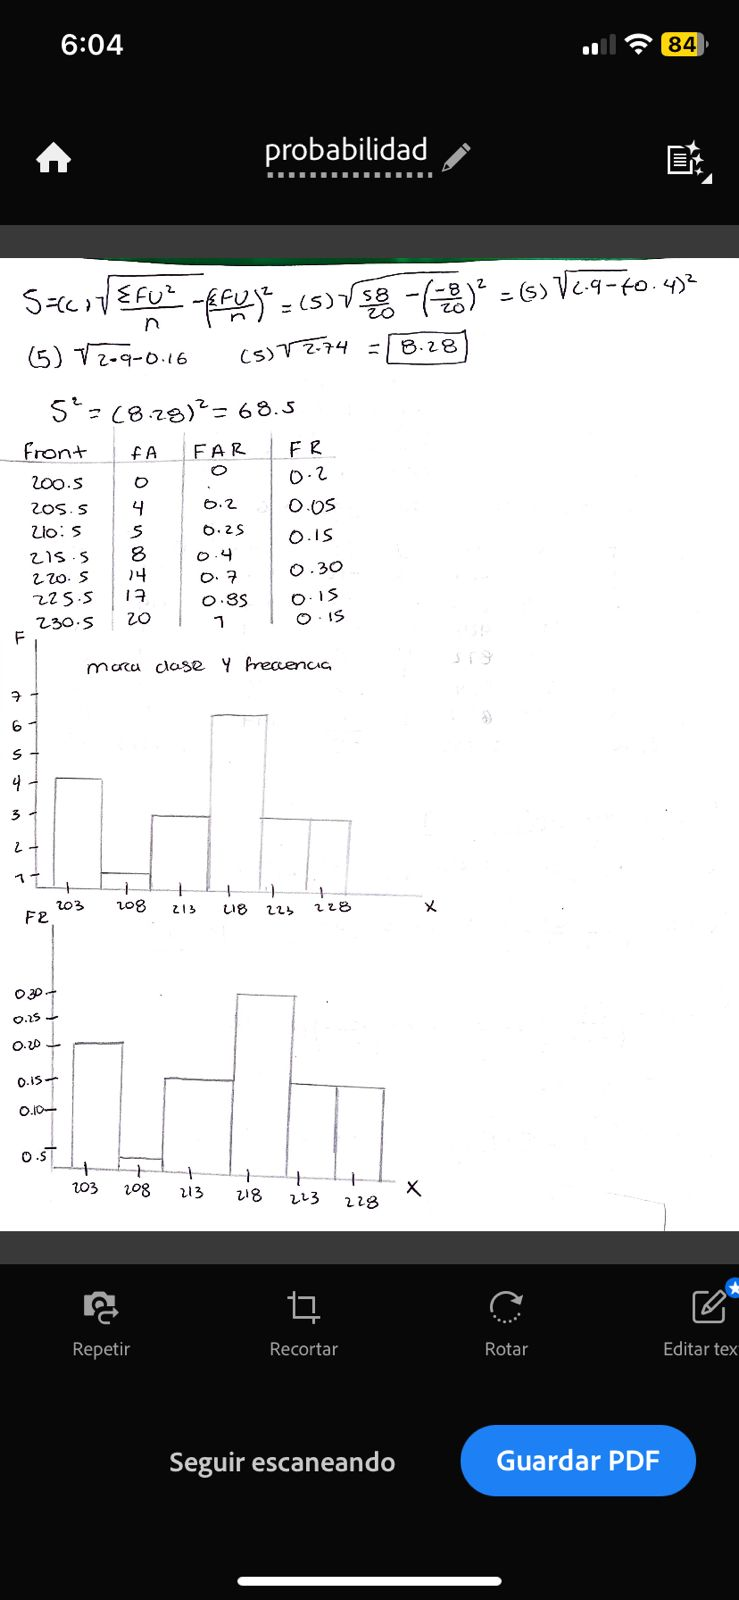 6:04
84
probabilidad
S=(c)√ΣFU²/n -(ΣFU/n)² = (5)√58/20 -(-8/20)² = (5)√2.9-(-0.4)²
(5) √2.9-0.16 (5)√2.74 = 8.28
S² = (8.28)² = 68.5
Front fA FAR FR
200.5 0 0 0.2
205.5 4 0.2 0.05
210.5 5 0.25 0.15
215.5 8 0.4
220.5 14 0.7 0.30
225.5 17 0.85 0.15
230.5 20 1 0.15
F
marca clase y frecuencia
7
6
5
4
3
2
1
203 208 213 218 223 228 X
FR
0.30
0.25
0.20
0.15
0.10
0.5
203 208 213 218 223 228 X
Repetir Recortar Rotar Editar tex
Seguir escaneando Guardar PDF